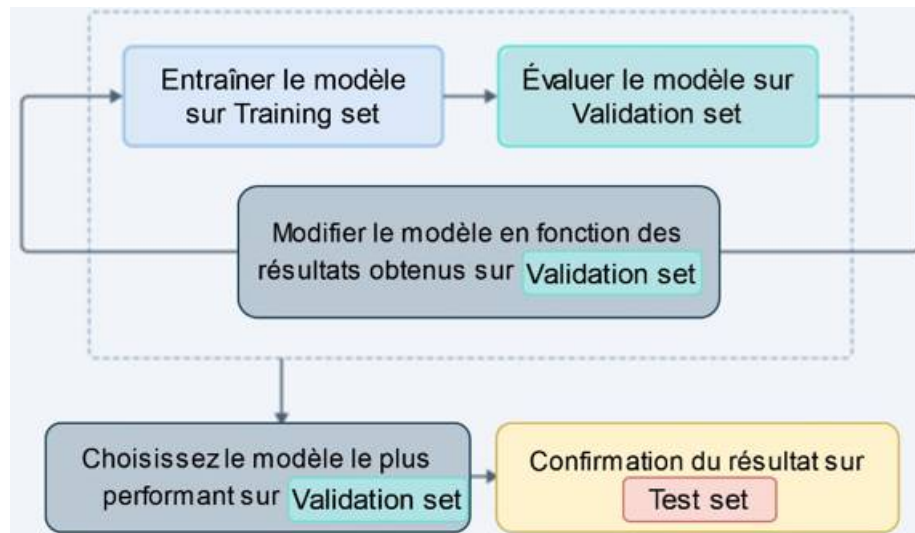 Entraîner le modèle
sur Training set
Évaluer le modèle sur
Validation set
Modifier le modèle en fonction des
résultats obtenus sur Validation set
Choisissez le modèle le plus
performant sur Validation set
Confirmation du résultat sur
Test set